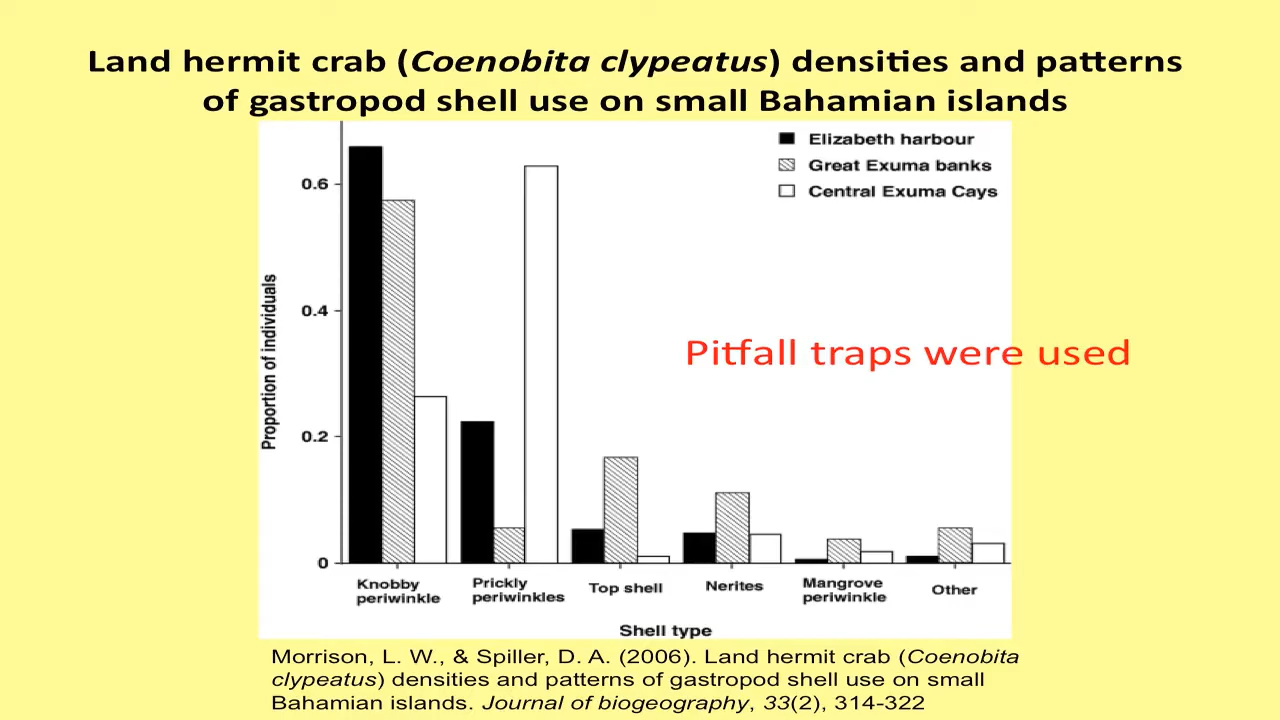 Land hermit crab (Coenobita clypeatus) densities and patterns
of gastropod shell use on small Bahamian islands
Elizabeth harbour
Great Exuma banks
Central Exuma Cays
0.6
0.4
0.2
0
Proportion of individuals
Pitfall traps were used
Knobby
periwinkle
Prickly
periwinkles
Top shell
Nerites
Mangrove
periwinkle
Other
Shell type
Morrison, L. W., & Spiller, D. A. (2006). Land hermit crab (Coenobita
clypeatus) densities and patterns of gastropod shell use on small
Bahamian islands. Journal of biogeography, 33(2), 314-322